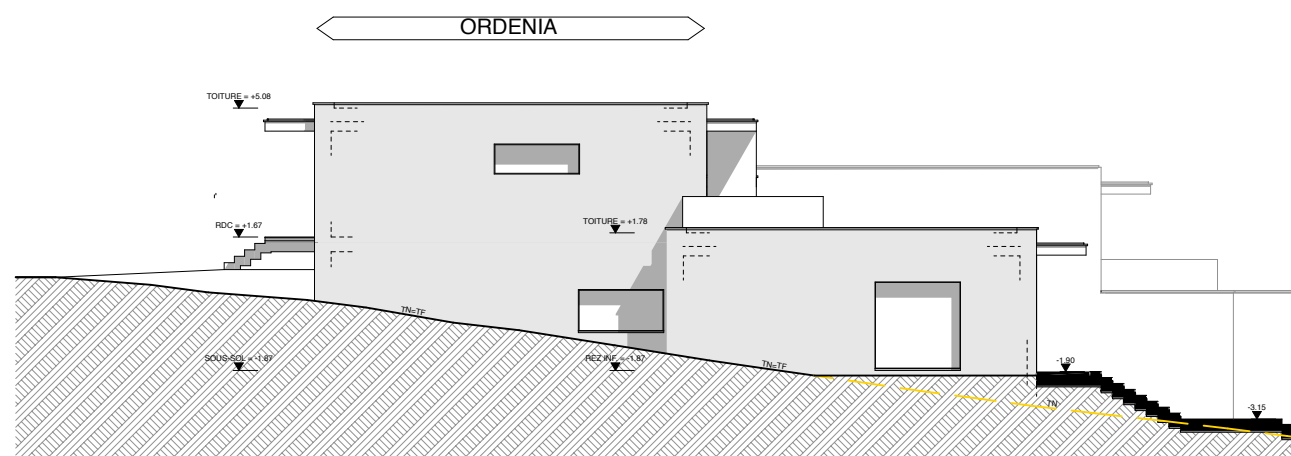 ORDENIA
TOITURE = +5.08
TOITURE = +1.78
RDC = +1.67
TN=TF
SOUS-SOL = -1.87
REZ INF. = -1.87
TN=TF
-1.90
TN
-3.15